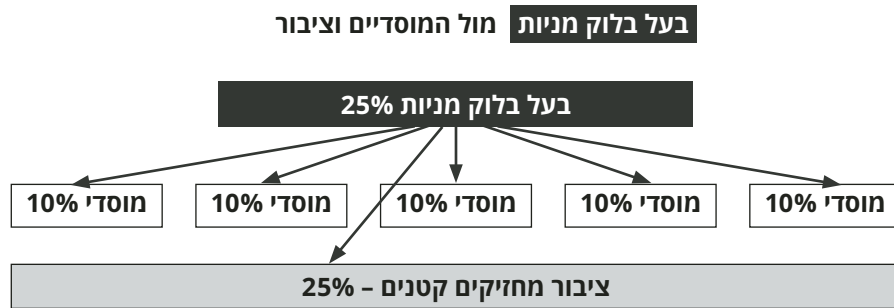 בעל בלוק מניות מול המוסדיים וציבור
בעל בלוק מניות 25%
מוסדי 10% מוסדי 10% מוסדי 10% מוסדי 10% מוסדי 10%
ציבור מחזיקים קטנים – 25%